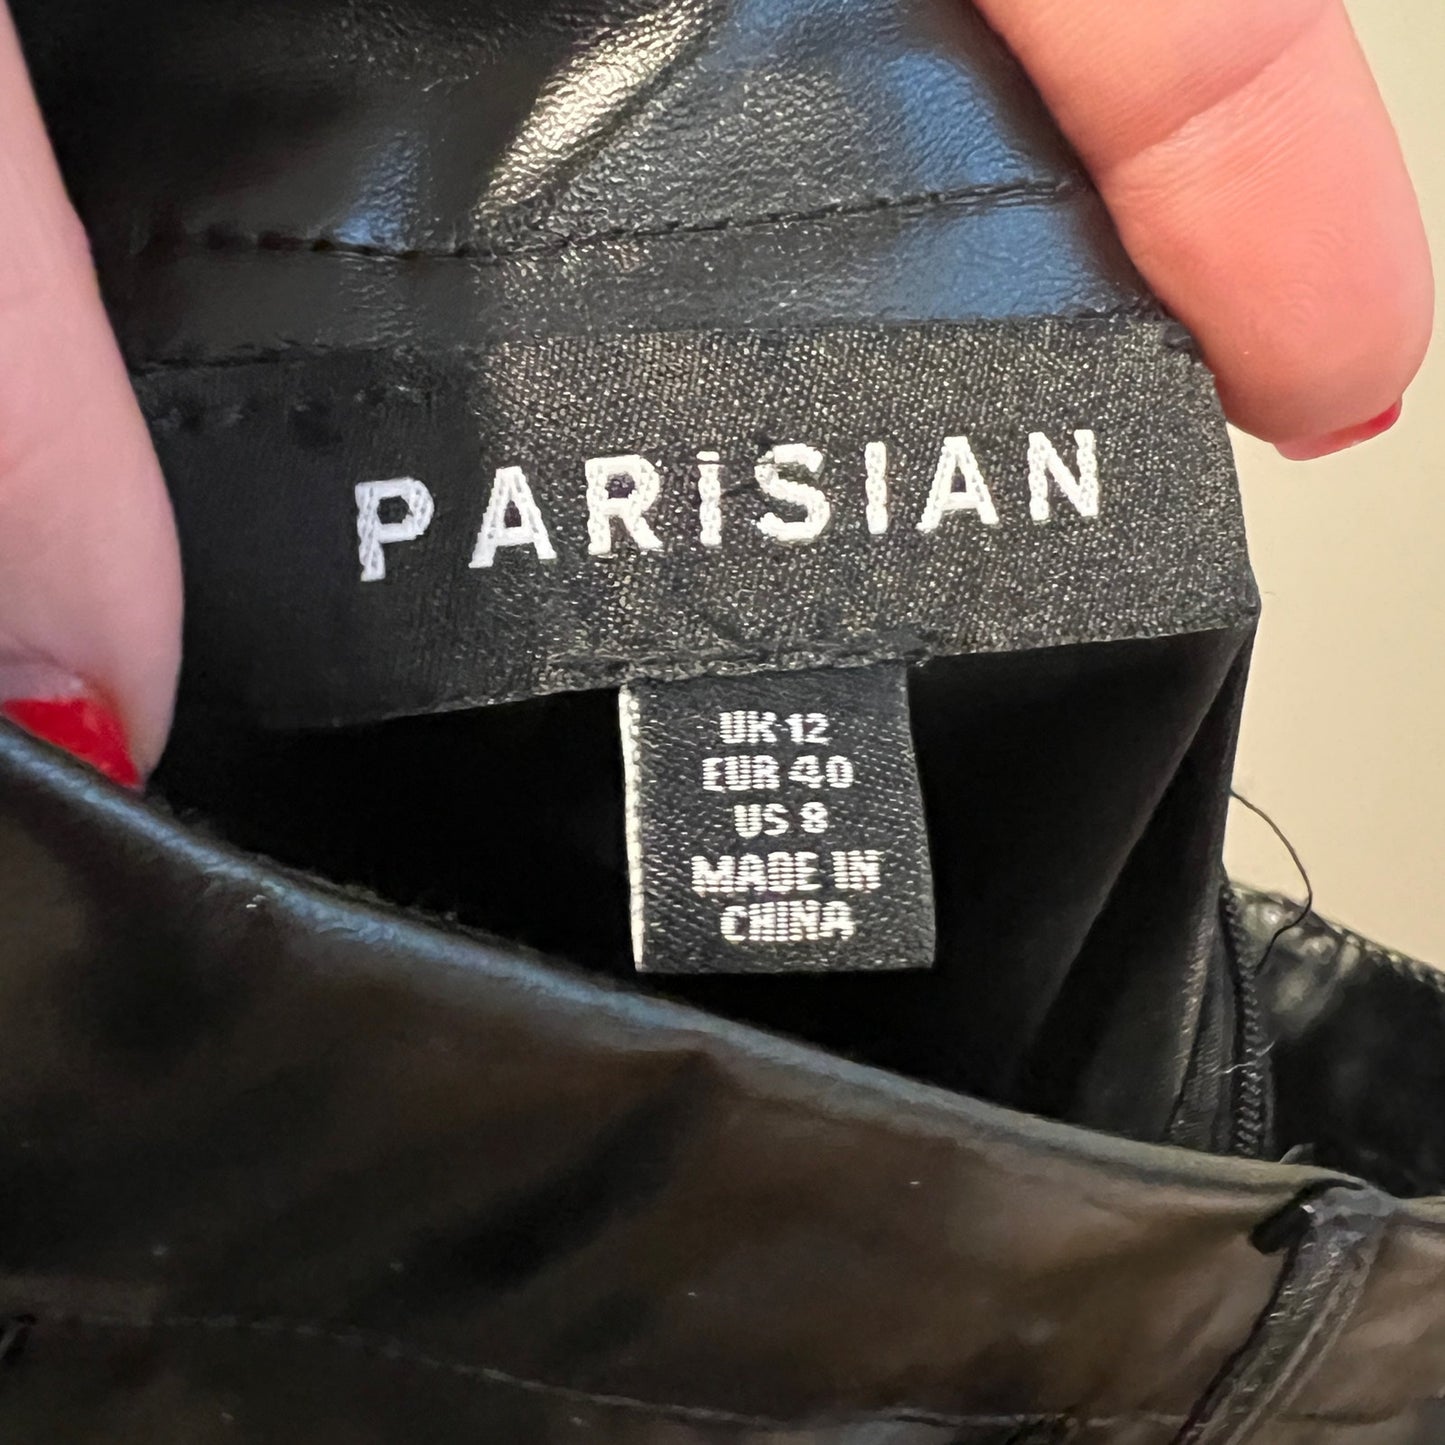 PARiSIAN
UK 12
EUR 40
US 8
MADE IN
CHINA